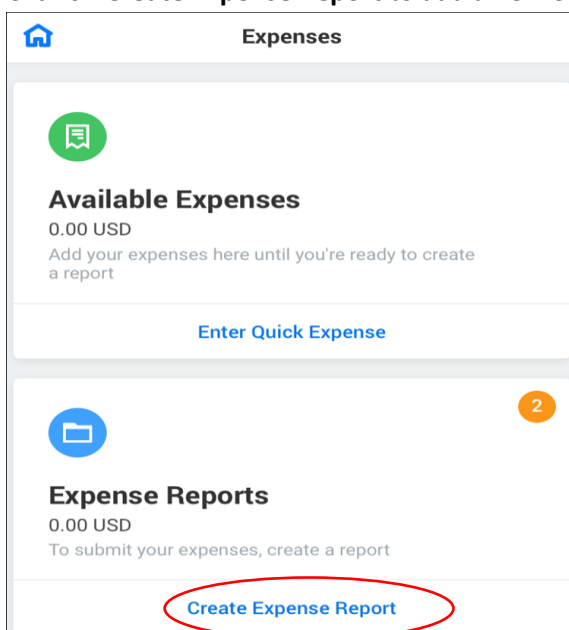 Expenses
Available Expenses
0.00 USD
Add your expenses here until you're ready to create
a report
Enter Quick Expense
2
Expense Reports
0.00 USD
To submit your expenses, create a report
Create Expense Report